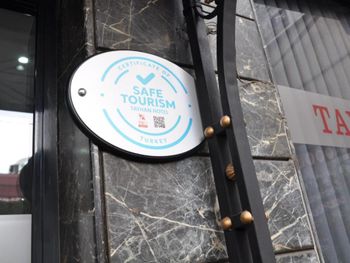 CERTIFICATE OF
SAFE
TOURISM
TAYHAN HOTEL
TURKEY
TA